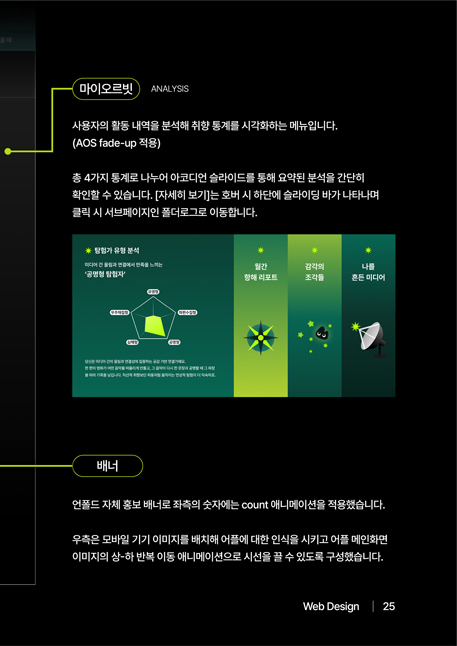 마이오르빗
ANALYSIS
사용자의 활동 내역을 분석해 취향 통계를 시각화하는 메뉴입니다.
(AOS fade-up 적용)
총 4가지 통계로 나누어 아코디언 슬라이드를 통해 요약된 분석을 간단히
확인할 수 있습니다. [자세히 보기]는 호버 시 하단에 슬라이딩 바가 나타나며
클릭 시 서브페이지인 폴더로그로 이동합니다.
탐험가 유형 분석
미디어 간 울림과 연결에서 만족을 느끼는
‘공명형 탐험자’
공명형
월간
항해 리포트
감각의
조각들
나를
흔든 미디어
배너
언폴드 자체 홍보 배너로 좌측의 숫자에는 count 애니메이션을 적용했습니다.
우측은 모바일 기기 이미지를 배치해 어플에 대한 인식을 시키고 어플 메인화면
이미지의 상-하 반복 이동 애니메이션으로 시선을 끌 수 있도록 구성했습니다.
Web Design
25